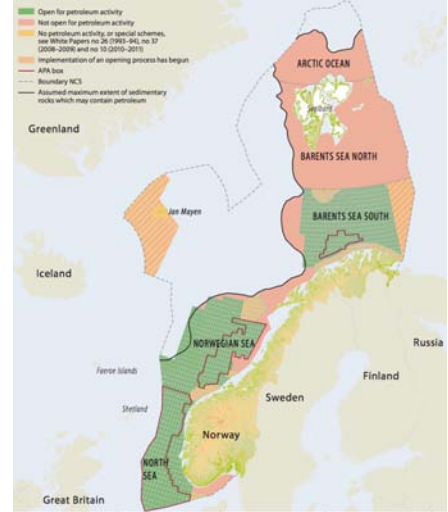 Open for petroleum activity
Not open for petroleum activity
No petroleum activity, or special schemes,
see White Papers no 26 (1993–94), no 37
(2008–2009) and no 10 (2010–2011)
Implementation of an opening process has begun
APA box
Boundary NCS
Assumed maximum extent of sedimentary
rocks which may contain petroleum
ARCTIC OCEAN
Svalbard
Greenland
BARENTS SEA NORTH
Jan Mayen
BARENTS SEA SOUTH
Iceland
Russia
NORWEGIAN SEA
Faeroe Islands
Finland
Sweden
Shetland
Norway
NORTH
SEA
Great Britain